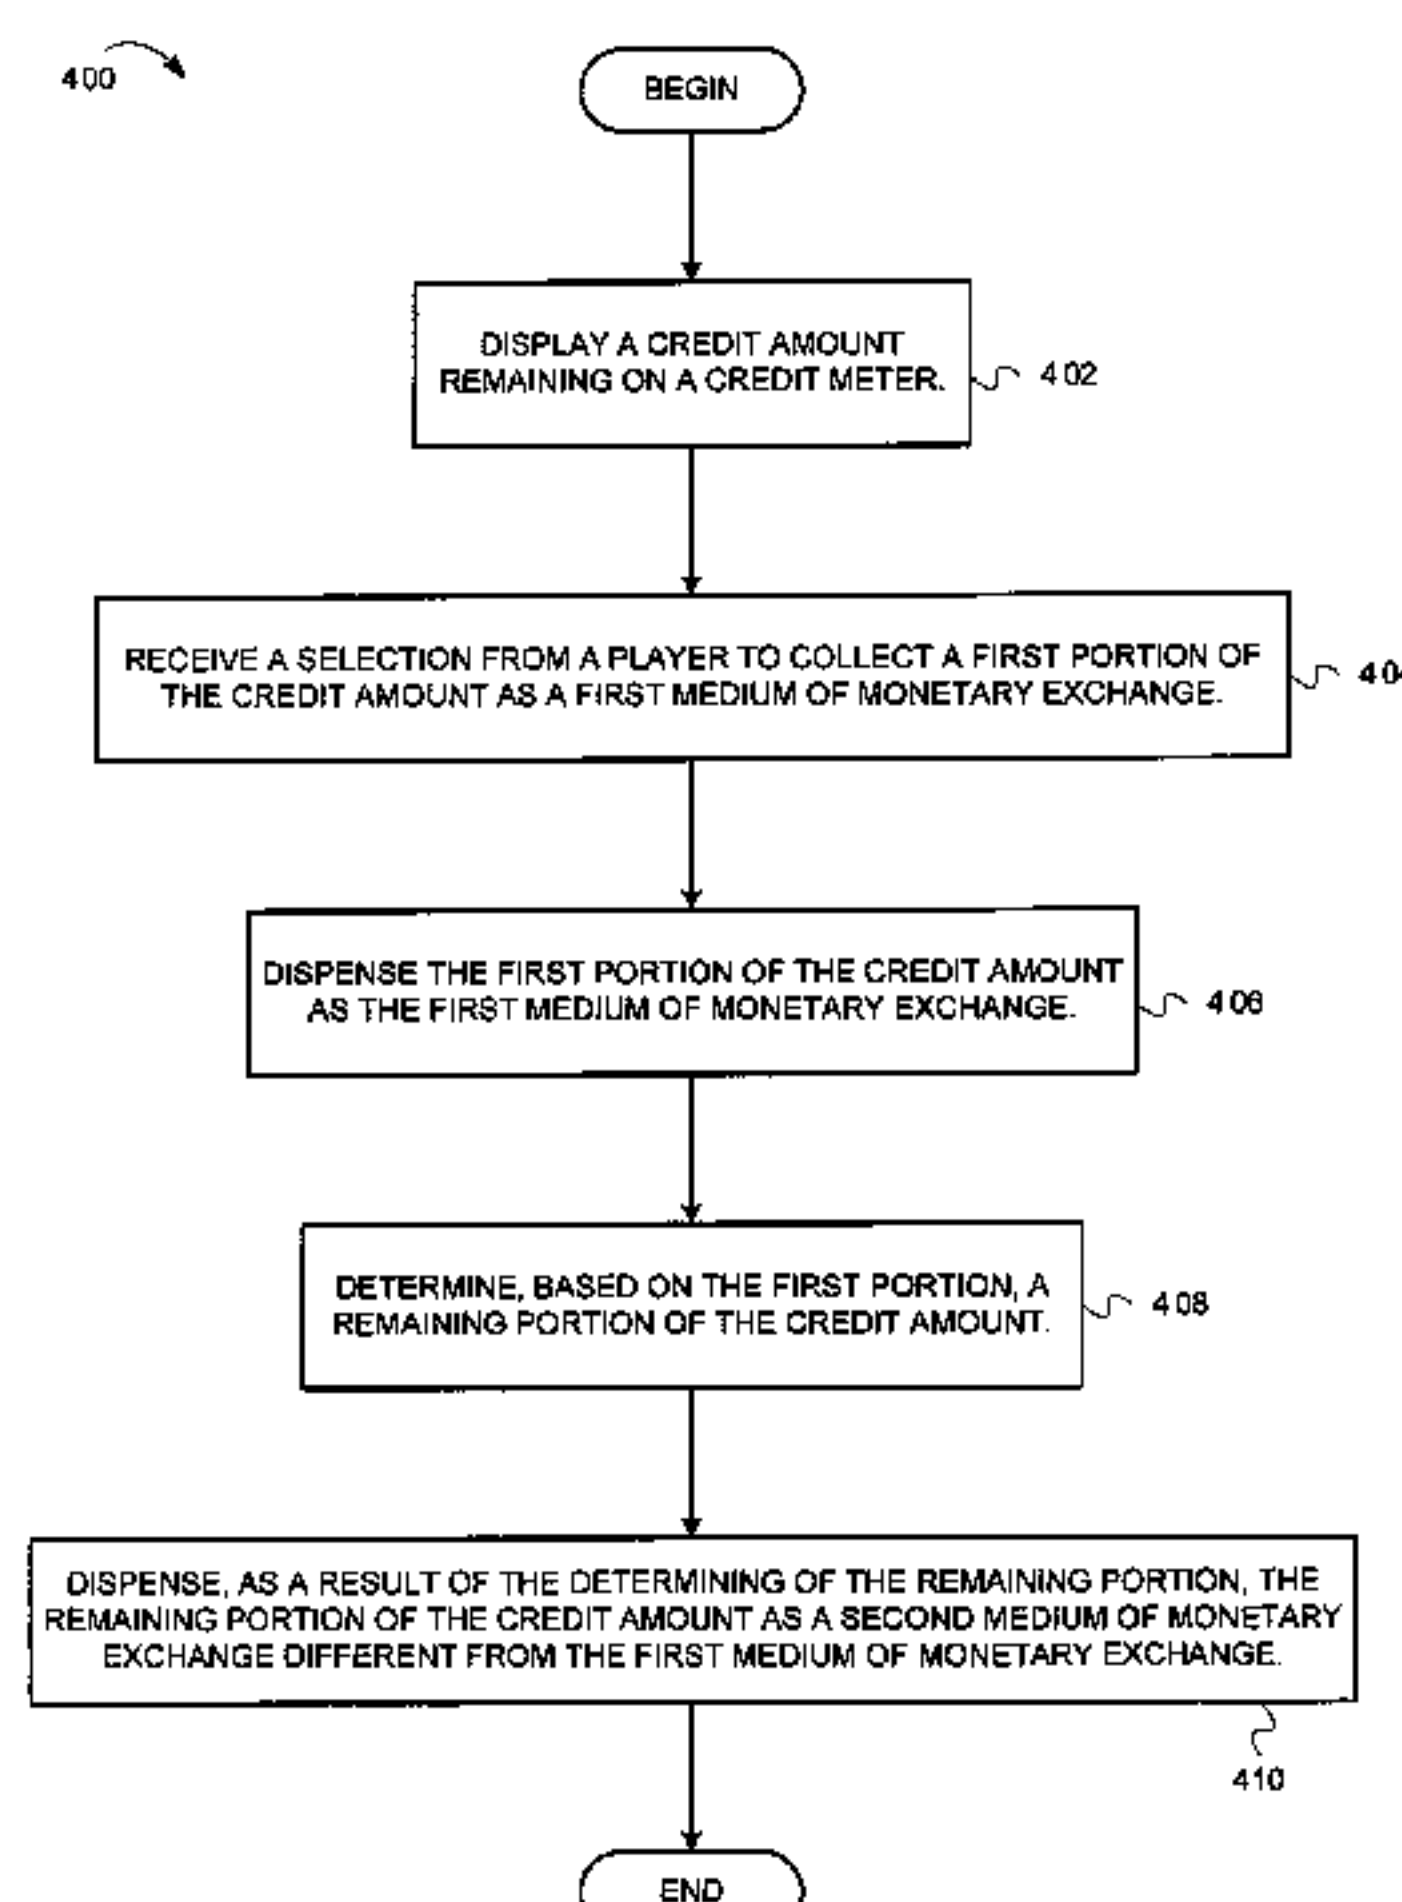 400
BEGIN
DISPLAY A CREDIT AMOUNT
REMAINING ON A CREDIT METER.
402
RECEIVE A SELECTION FROM A PLAYER TO COLLECT A FIRST PORTION OF
THE CREDIT AMOUNT AS A FIRST MEDIUM OF MONETARY EXCHANGE.
404
DISPENSE THE FIRST PORTION OF THE CREDIT AMOUNT
AS THE FIRST MEDIUM OF MONETARY EXCHANGE.
406
DETERMINE, BASED ON THE FIRST PORTION, A
REMAINING PORTION OF THE CREDIT AMOUNT.
408
DISPENSE, AS A RESULT OF THE DETERMINING OF THE REMAINING PORTION, THE
REMAINING PORTION OF THE CREDIT AMOUNT AS A SECOND MEDIUM OF MONETARY
EXCHANGE DIFFERENT FROM THE FIRST MEDIUM OF MONETARY EXCHANGE.
410
END